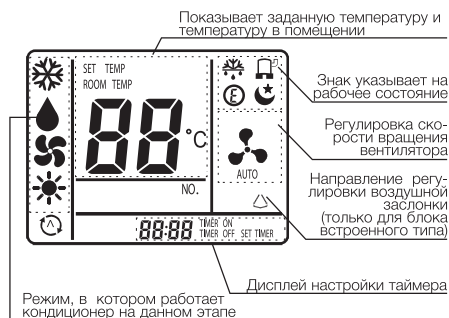 Показывает заданную температуру и
температуру в помещении
SET TEMP
ROOM TEMP
88°C
E
Знак указывает на
рабочее состояние
Регулировка ско-
рости вращения
вентилятора
AUTO
NO.
Направление регу-
лировки воздушной
заслонки
(только для блока
встроенного типа)
88:88 TIMER ON
TIMER OFF SET TIMER
Дисплей настройки таймера
Режим, в котором работает
кондиционер на данном этапе